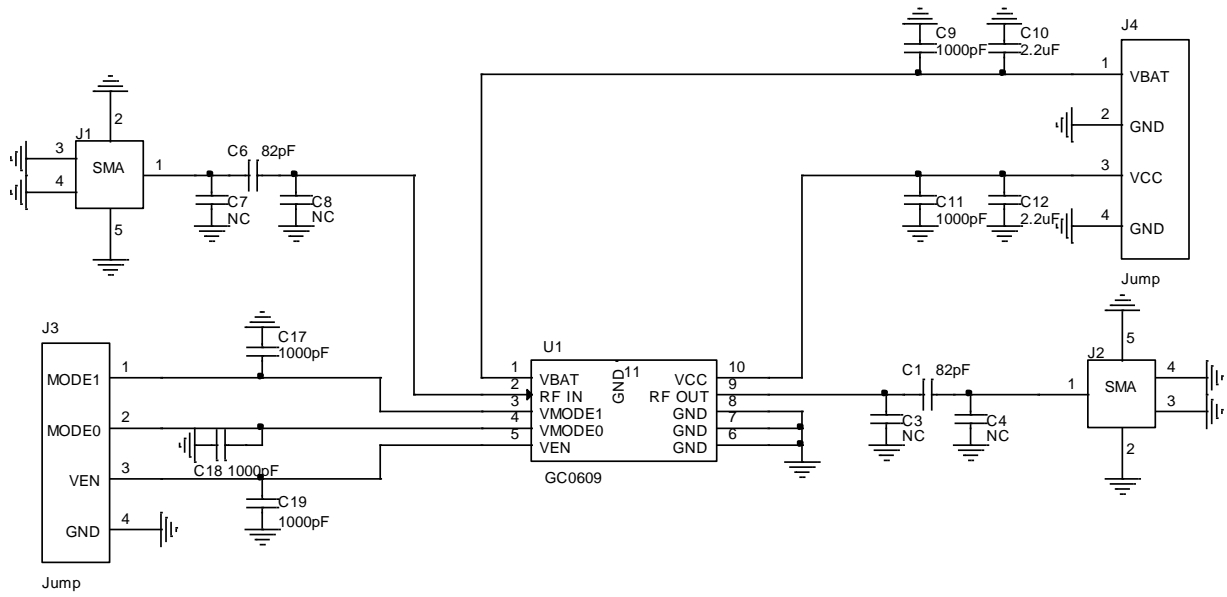 J4
C9
1000pF
C10
2.2uF
1
VBAT
2
GND
3
VCC
4
GND
Jump
C11
1000pF
C12
2.2uF
J1
2
3
4
SMA
1
5
C6
82pF
C7
NC
C8
NC
J3
MODE1
1
MODE0
2
VEN
3
GND
4
Jump
C17
1000pF
C18
1000pF
C19
1000pF
U1
1
2
3
4
5
VBAT
RF IN
VMODE1
VMODE0
VEN
GND
11
VCC
RF OUT
GND
GND
GND
10
9
8
7
6
GC0609
C1
82pF
C3
NC
C4
NC
J2
5
1
SMA
4
3
2